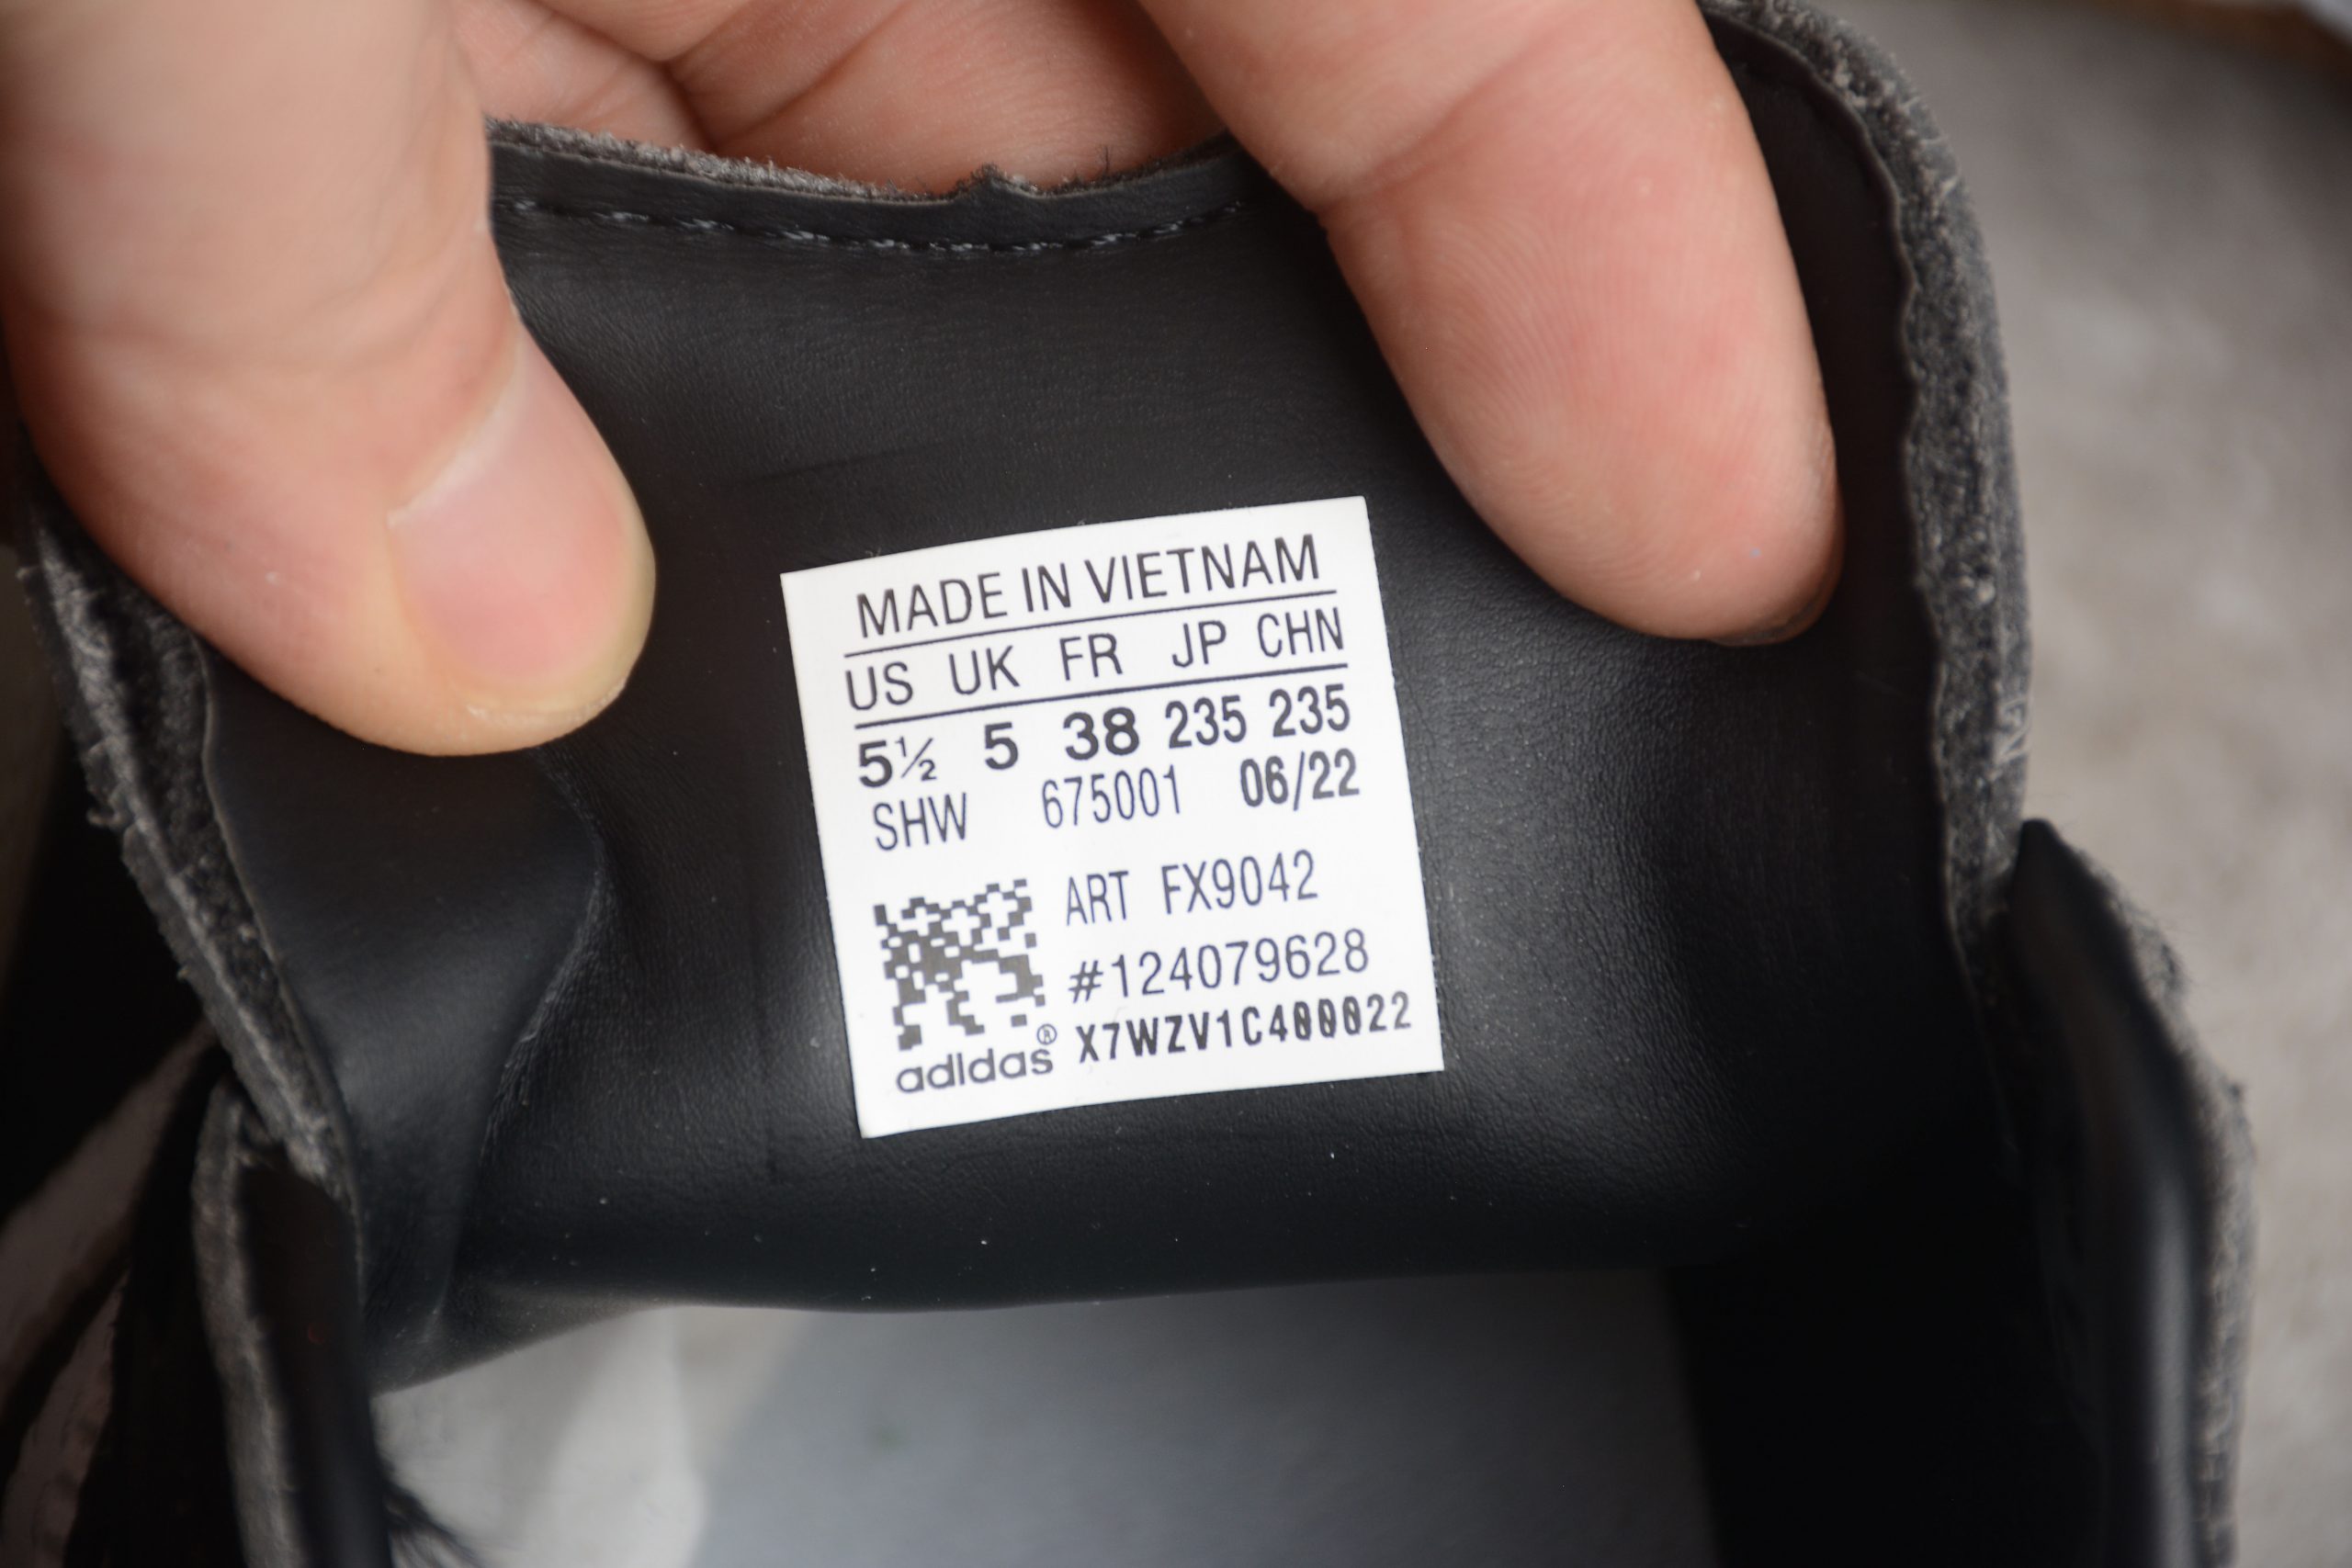 MADE IN VIETNAM
US UK FR JP CHN
5½ 5 38 235 235
SHW 675001 06/22
ART FX9042
#124079628
adidas® X7WZV1C400022